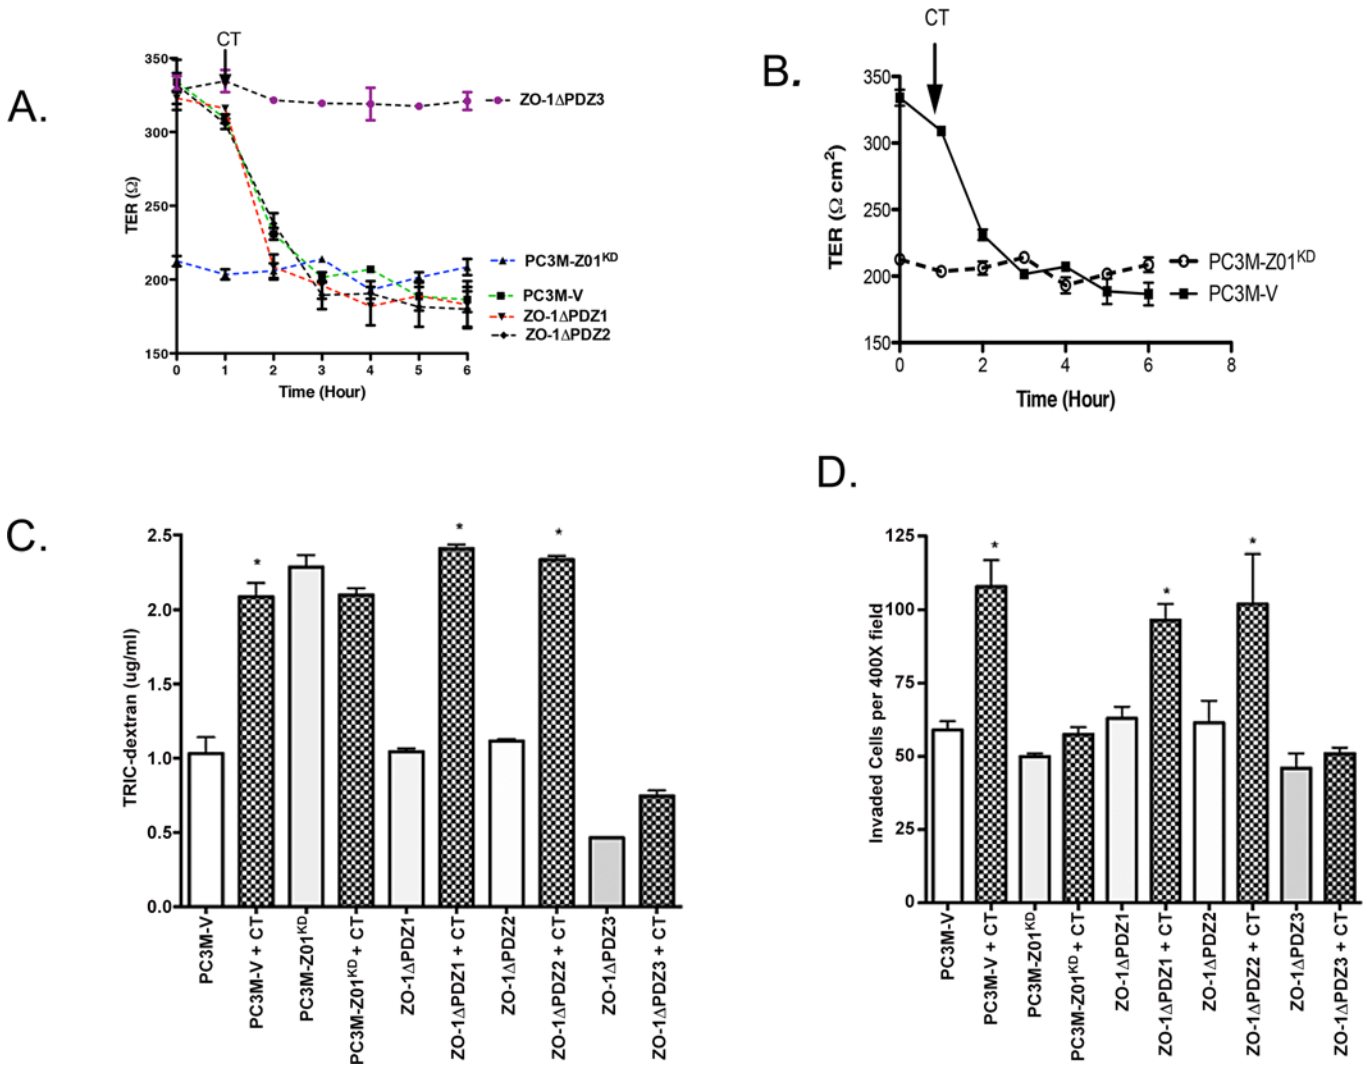 A.
CT
350
300
250
200
150
TER (Ω)
0 1 2 3 4 5 6
Time (Hour)
ZO-1ΔPDZ3
PC3M-Z01KD
PC3M-V
ZO-1ΔPDZ1
ZO-1ΔPDZ2
B.
CT
350
300
250
200
150
TER (Ω cm²)
0 2 4 6 8
Time (Hour)
PC3M-Z01KD
PC3M-V
C.
2.5
2.0
1.5
1.0
0.5
0.0
TRIC-dextran (ug/ml)
* * *
PC3M-V
PC3M-V + CT
PC3M-Z01KD
PC3M-Z01KD + CT
ZO-1ΔPDZ1
ZO-1ΔPDZ1 + CT
ZO-1ΔPDZ2
ZO-1ΔPDZ2 + CT
ZO-1ΔPDZ3
ZO-1ΔPDZ3 + CT
D.
125
100
75
50
25
0
Invaded Cells per 400X field
* * *
PC3M-V
PC3M-V + CT
PC3M-Z01KD
PC3M-Z01KD + CT
ZO-1ΔPDZ1
ZO-1ΔPDZ1 + CT
ZO-1ΔPDZ2
ZO-1ΔPDZ2 + CT
ZO-1ΔPDZ3
ZO-1ΔPDZ3 + CT